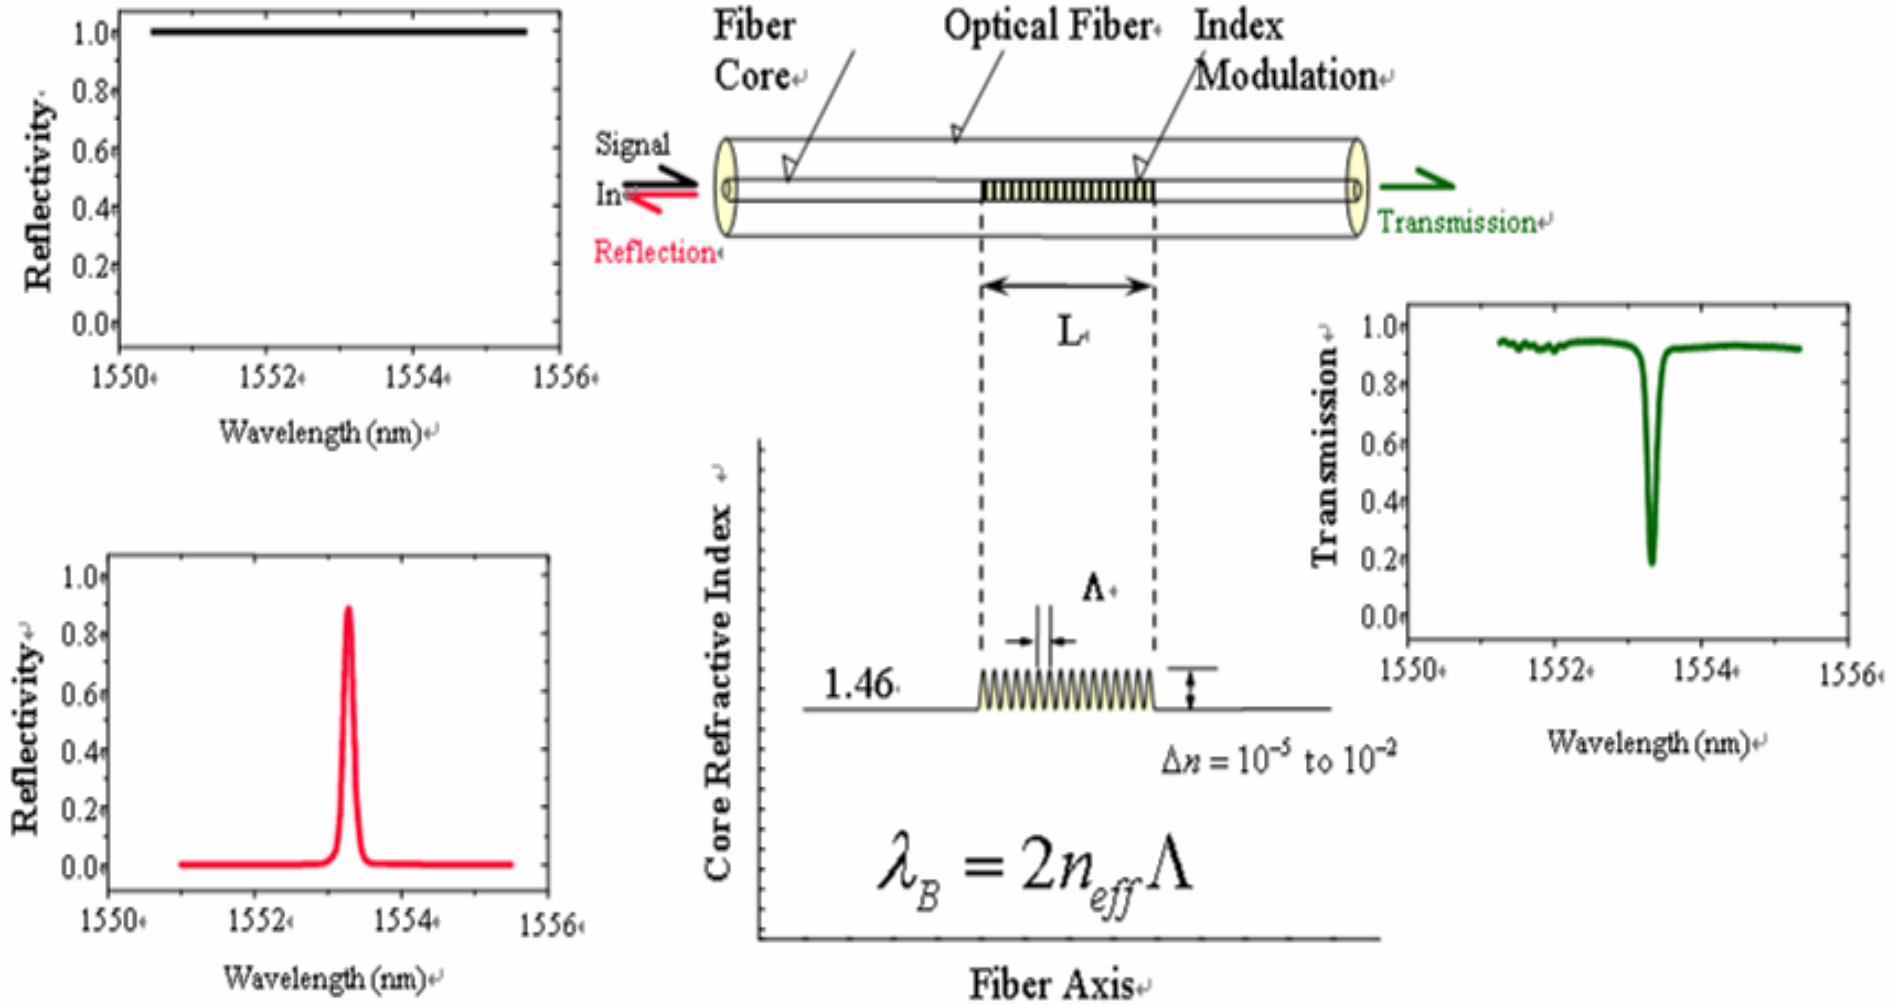 Reflectivity
1.0
0.8
0.6
0.4
0.2
0.0
1550 1552 1554 1556
Wavelength (nm)
Fiber
Core
Optical Fiber
Index
Modulation
Signal
In
Reflection
Transmission
L
Transmission
1.0
0.8
0.6
0.4
0.2
0.0
1550 1552 1554 1556
Wavelength (nm)
Reflectivity
1.0
0.8
0.6
0.4
0.2
0.0
1550 1552 1554 1556
Wavelength (nm)
Core Refractive Index
Λ
1.46
Δn = 10⁻⁵ to 10⁻²
λ_B = 2n_eff Λ
Fiber Axis